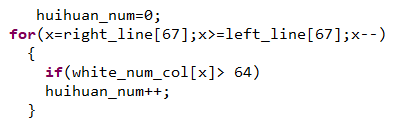 huihuan_num=0;
for(x=right_line[67];x>=left_line[67];x--)
{
if(white_num_col[x]> 64)
huihuan_num++;
}